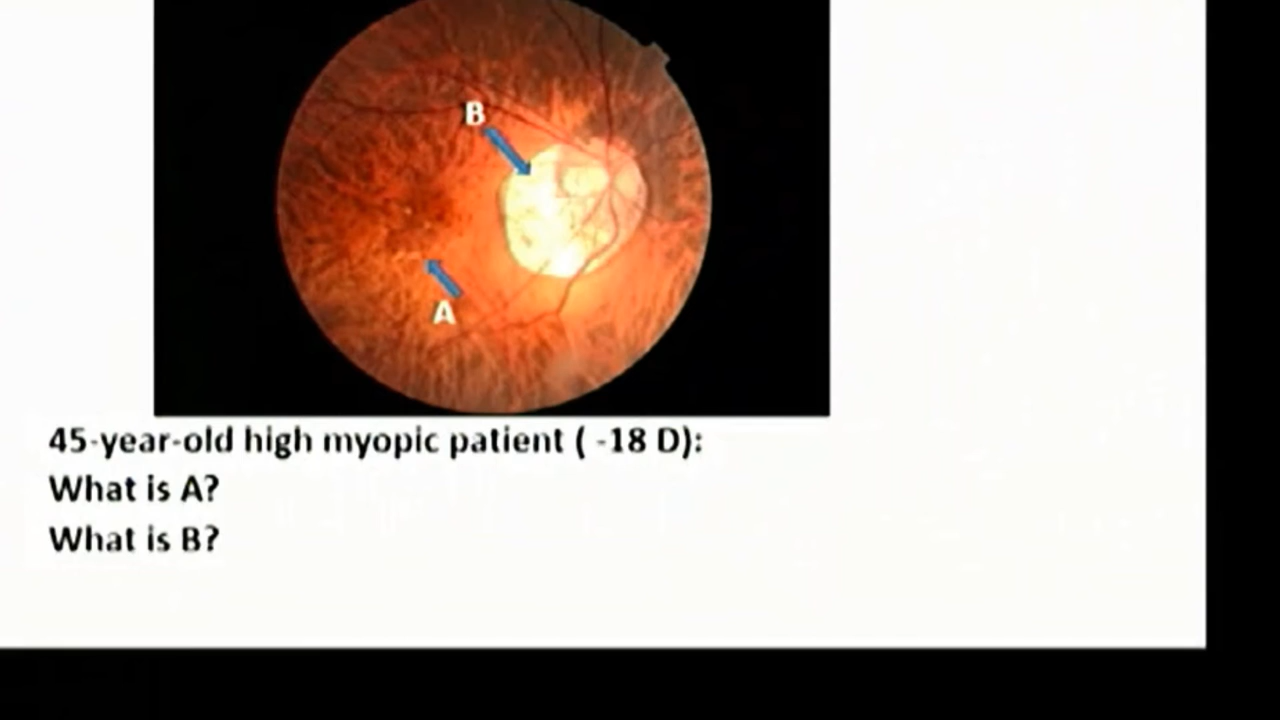 B
A
45-year-old high myopic patient ( -18 D):
What is A?
What is B?